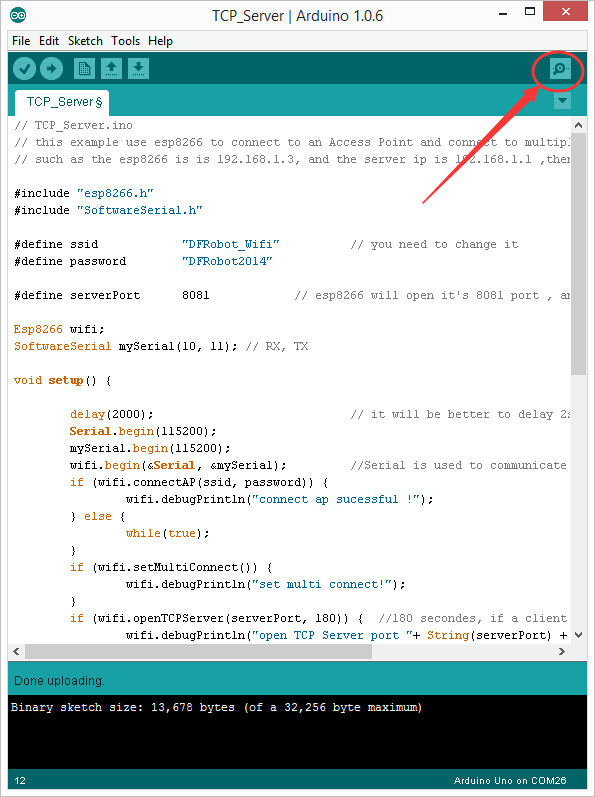 TCP_Server | Arduino 1.0.6
File Edit Sketch Tools Help
TCP_Server §
// TCP_Server.ino
// this example use esp8266 to connect to an Access Point and connect to multipl
// such as the esp8266 is is 192.168.1.3, and the server ip is 192.168.1.1 ,then
#include "esp8266.h"
#include "SoftwareSerial.h"
#define ssid "DFRobot_Wifi" // you need to change it
#define password "DFRobot2014"
#define serverPort 8081 // esp8266 will open it's 8081 port , an
Esp8266 wifi;
SoftwareSerial mySerial(10, 11); // RX, TX
void setup() {
delay(2000); // it will be better to delay 2s
Serial.begin(115200);
mySerial.begin(115200);
wifi.begin(&Serial, &mySerial); //Serial is used to communicate
if (wifi.connectAP(ssid, password)) {
wifi.debugPrintln("connect ap sucessful !");
} else {
while(true);
}
if (wifi.setMultiConnect()) {
wifi.debugPrintln("set multi connect!");
}
if (wifi.openTCPServer(serverPort, 180)) { //180 secondes, if a client
wifi.debugPrintln("open TCP Server port "+ String(serverPort) +
Done uploading.
Binary sketch size: 13,678 bytes (of a 32,256 byte maximum)
12 Arduino Uno on COM26